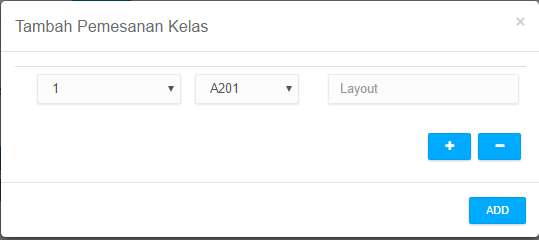 Tambah Pemesanan Kelas ×
1 A201 Layout
+ −
ADD